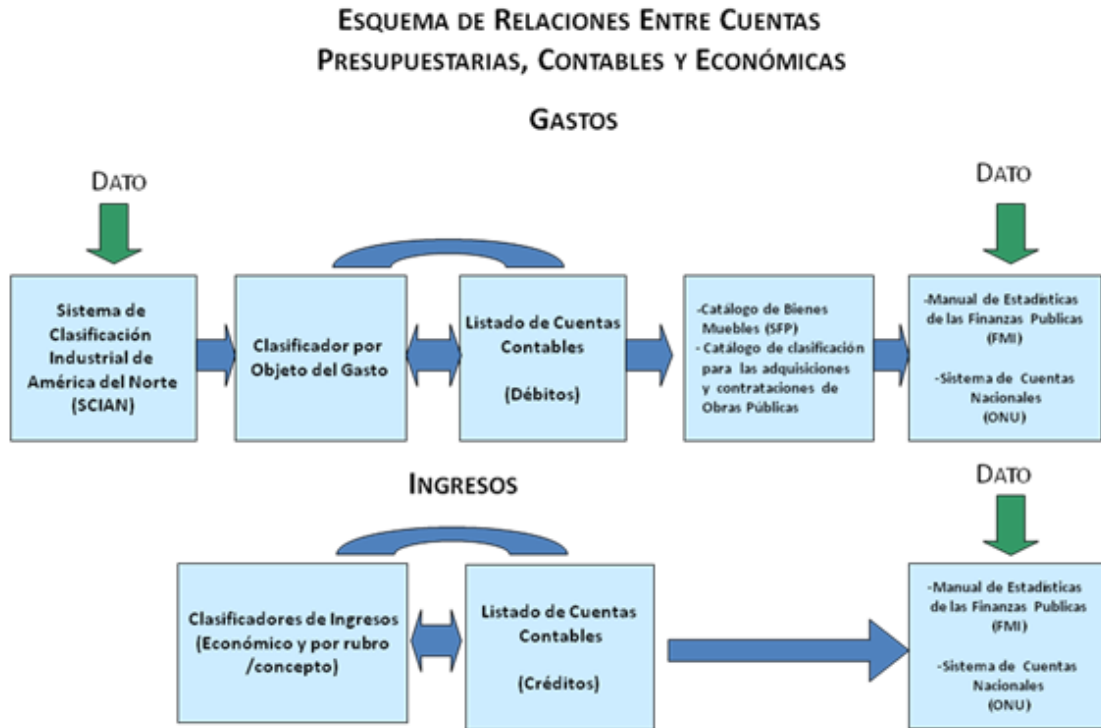 ESQUEMA DE RELACIONES ENTRE CUENTAS
PRESUPUESTARIAS, CONTABLES Y ECONÓMICAS
GASTOS
DATO
DATO
Sistema de
Clasificación
Industrial de
América del Norte
(SCIAN)
Clasificador por
Objeto del Gasto
Listado de Cuentas
Contables
(Débitos)
-Catálogo de Bienes
Muebles (SFP)
- Catálogo de clasificación
para las adquisiciones
y contrataciones de
Obras Públicas
-Manual de Estadísticas
de las Finanzas Publicas
(FMI)
-Sistema de Cuentas
Nacionales
(ONU)
INGRESOS
DATO
Clasificadores de Ingresos
(Económico y por rubro
/concepto)
Listado de Cuentas
Contables
(Créditos)
-Manual de Estadísticas
de las Finanzas Publicas
(FMI)
-Sistema de Cuentas
Nacionales
(ONU)